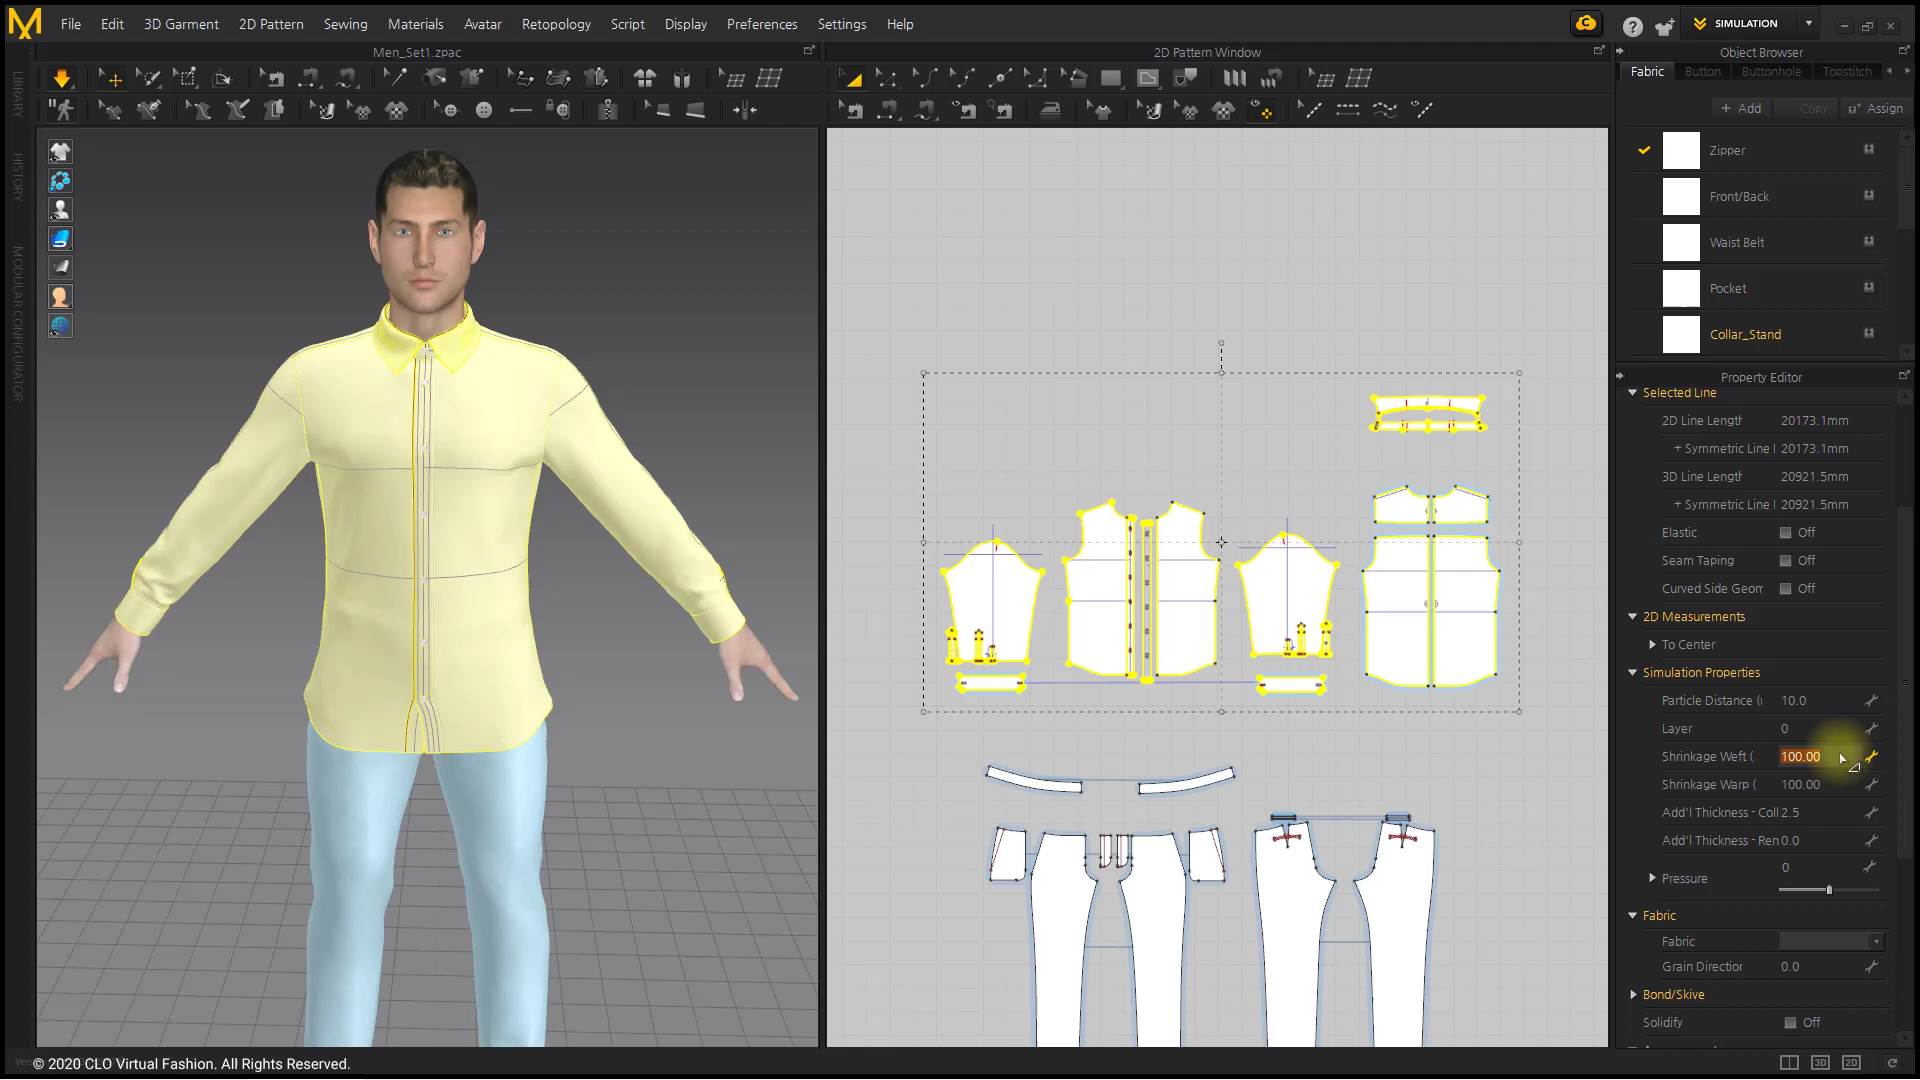 File Edit 3D Garment 2D Pattern Sewing Materials Avatar Retopology Script Display Preferences Settings Help
SIMULATION
Men_Set1.zpac
2D Pattern Window
Object Browser
Fabric Button Buttonhole Topstitch
+ Add Copy Assign
Zipper
Front/Back
Waist Belt
Pocket
Collar_Stand
LIBRARY
HISTORY
MODULAR CONFIGURATOR
Property Editor
Selected Line
2D Line Length 20173.1mm
+ Symmetric Line l 20173.1mm
3D Line Length 20921.5mm
+ Symmetric Line l 20921.5mm
Elastic Off
Seam Taping Off
Curved Side Geom Off
2D Measurements
To Center
Simulation Properties
Particle Distance ( 10.0
Layer 0
Shrinkage Weft ( 100.00
Shrinkage Warp ( 100.00
Add'l Thickness - Coll 2.5
Add'l Thickness - Ren 0.0
Pressure 0
Fabric
Fabric
Grain Direction 0.0
Bond/Skive
Solidify Off
© 2020 CLO Virtual Fashion. All Rights Reserved.
3D 2D